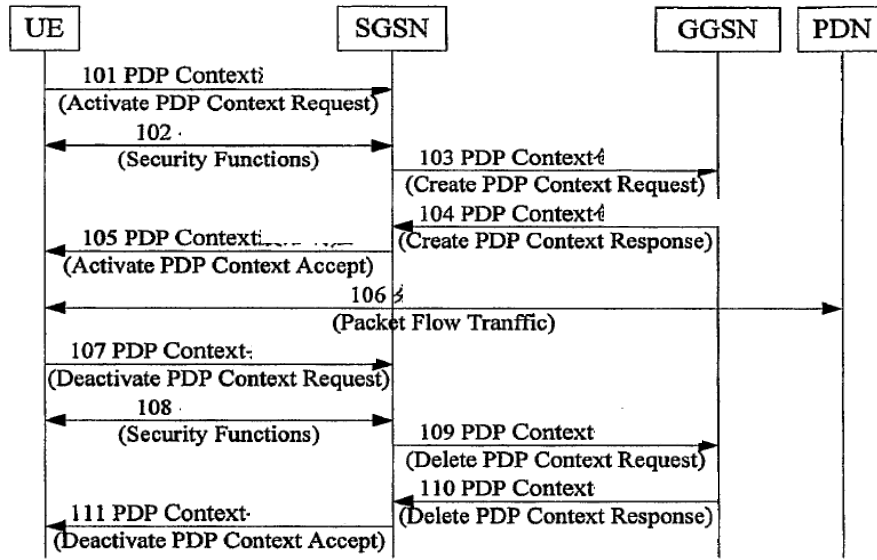 UE SGSN GGSN PDN
101 PDP Context
(Activate PDP Context Request)
102
(Security Functions)
103 PDP Context
(Create PDP Context Request)
104 PDP Context
(Create PDP Context Response)
105 PDP Context
(Activate PDP Context Accept)
106
(Packet Flow Tranffic)
107 PDP Context
(Deactivate PDP Context Request)
108
(Security Functions)
109 PDP Context
(Delete PDP Context Request)
110 PDP Context
(Delete PDP Context Response)
111 PDP Context
(Deactivate PDP Context Accept)